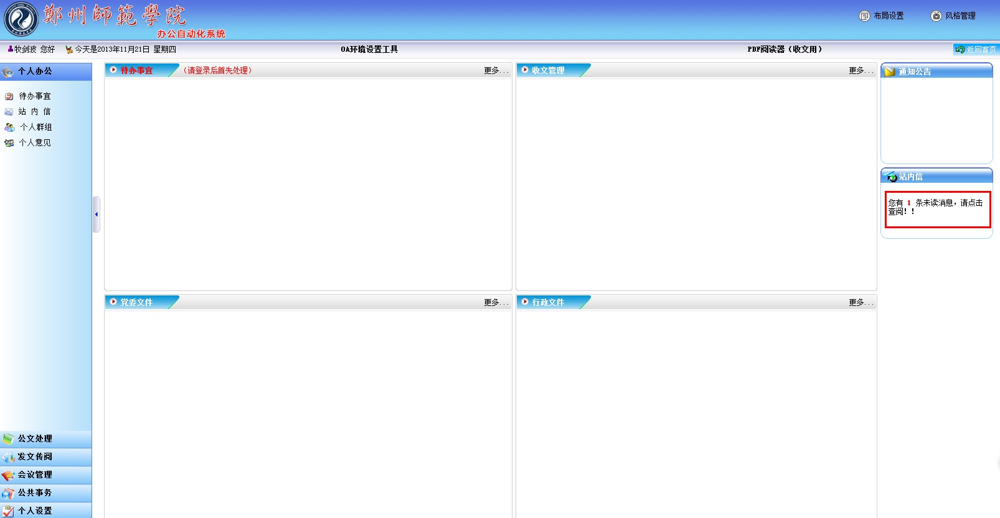 鄭州師範學院
办公自动化系统
布局设置
风格管理
牧剑波 您好
今天是2013年11月21日 星期四
OA环境设置工具
PDF阅读器（收文用）
返回首页
个人办公
待办事宜
站 内 信
个人群组
个人意见
待办事宜
（请登录后首先处理）
更多...
收文管理
更多...
通知公告
站内信
您有 1 条未读消息，请点击
查阅！！
党委文件
更多...
行政文件
更多...
公文处理
发文传阅
会议管理
公共事务
个人设置